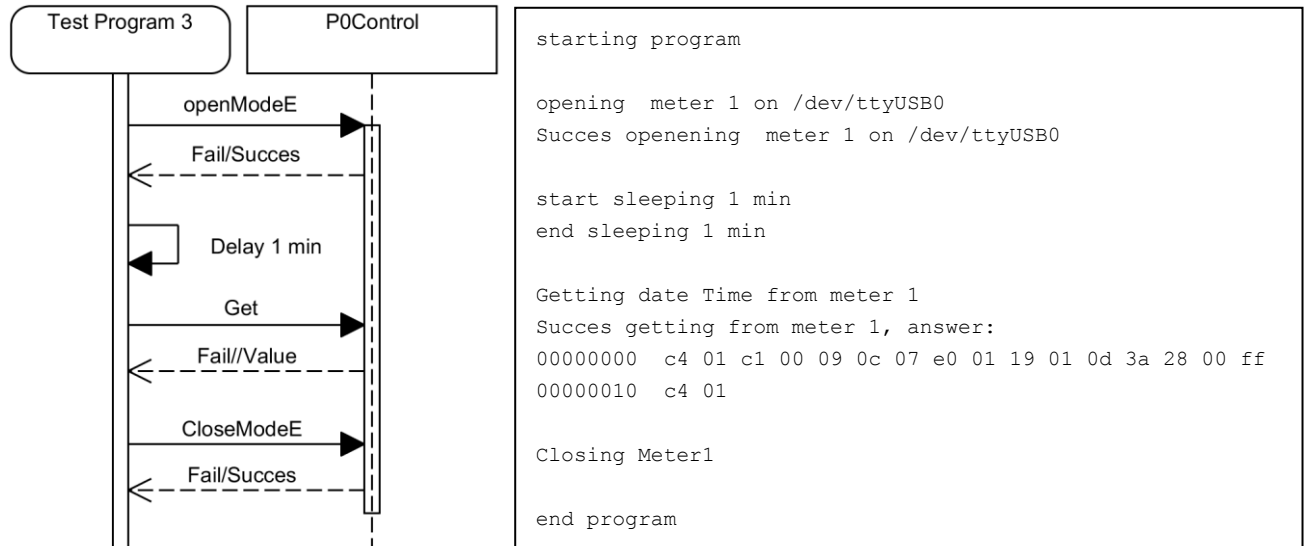 Test Program 3
P0Control
openModeE
Fail/Succes
Delay 1 min
Get
Fail//Value
CloseModeE
Fail/Succes
starting program
opening  meter 1 on /dev/ttyUSB0
Succes openening  meter 1 on /dev/ttyUSB0
start sleeping 1 min
end sleeping 1 min
Getting date Time from meter 1
Succes getting from meter 1, answer:
00000000  c4 01 c1 00 09 0c 07 e0 01 19 01 0d 3a 28 00 ff
00000010  c4 01
Closing Meter1
end program